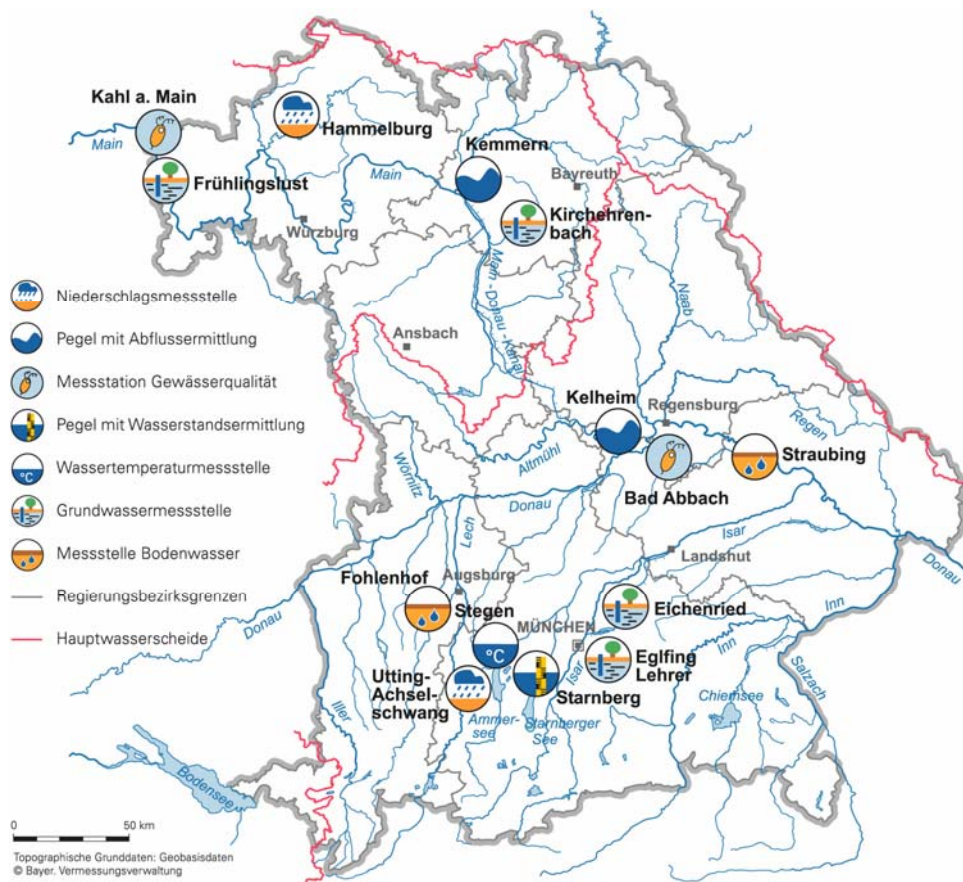 Kahl a. Main
Main
Hammelburg
Frühlingslust
Main
Würzburg
Kemmern
Bayreuth
Kirchehren-
bach
Main-Donau-Kanal
Naab
Ansbach
Niederschlagsmessstelle
Pegel mit Abflussermittlung
Messstation Gewässerqualität
Pegel mit Wasserstandsermittlung
°C
Wassertemperaturmessstelle
Grundwassermessstelle
Messstelle Bodenwasser
Regierungsbezirksgrenzen
Hauptwasserscheide
Kelheim
Regensburg
Regen
Straubing
Bad Abbach
Altmühl
Wörnitz
Donau
Lech
Isar
Landshut
Donau
Fohlenhof
Augsburg
Stegen
Eichenried
Inn
Donau
MÜNCHEN
°C
Inn
Eglfing
Lehrer
Utting-
Achsel-
schwang
Starnberg
Isar
Salzach
Chiemsee
Iller
Ammer-
see
Starnberger
See
Bodensee
0 50 km
Topographische Grunddaten: Geobasisdaten
© Bayer. Vermessungsverwaltung